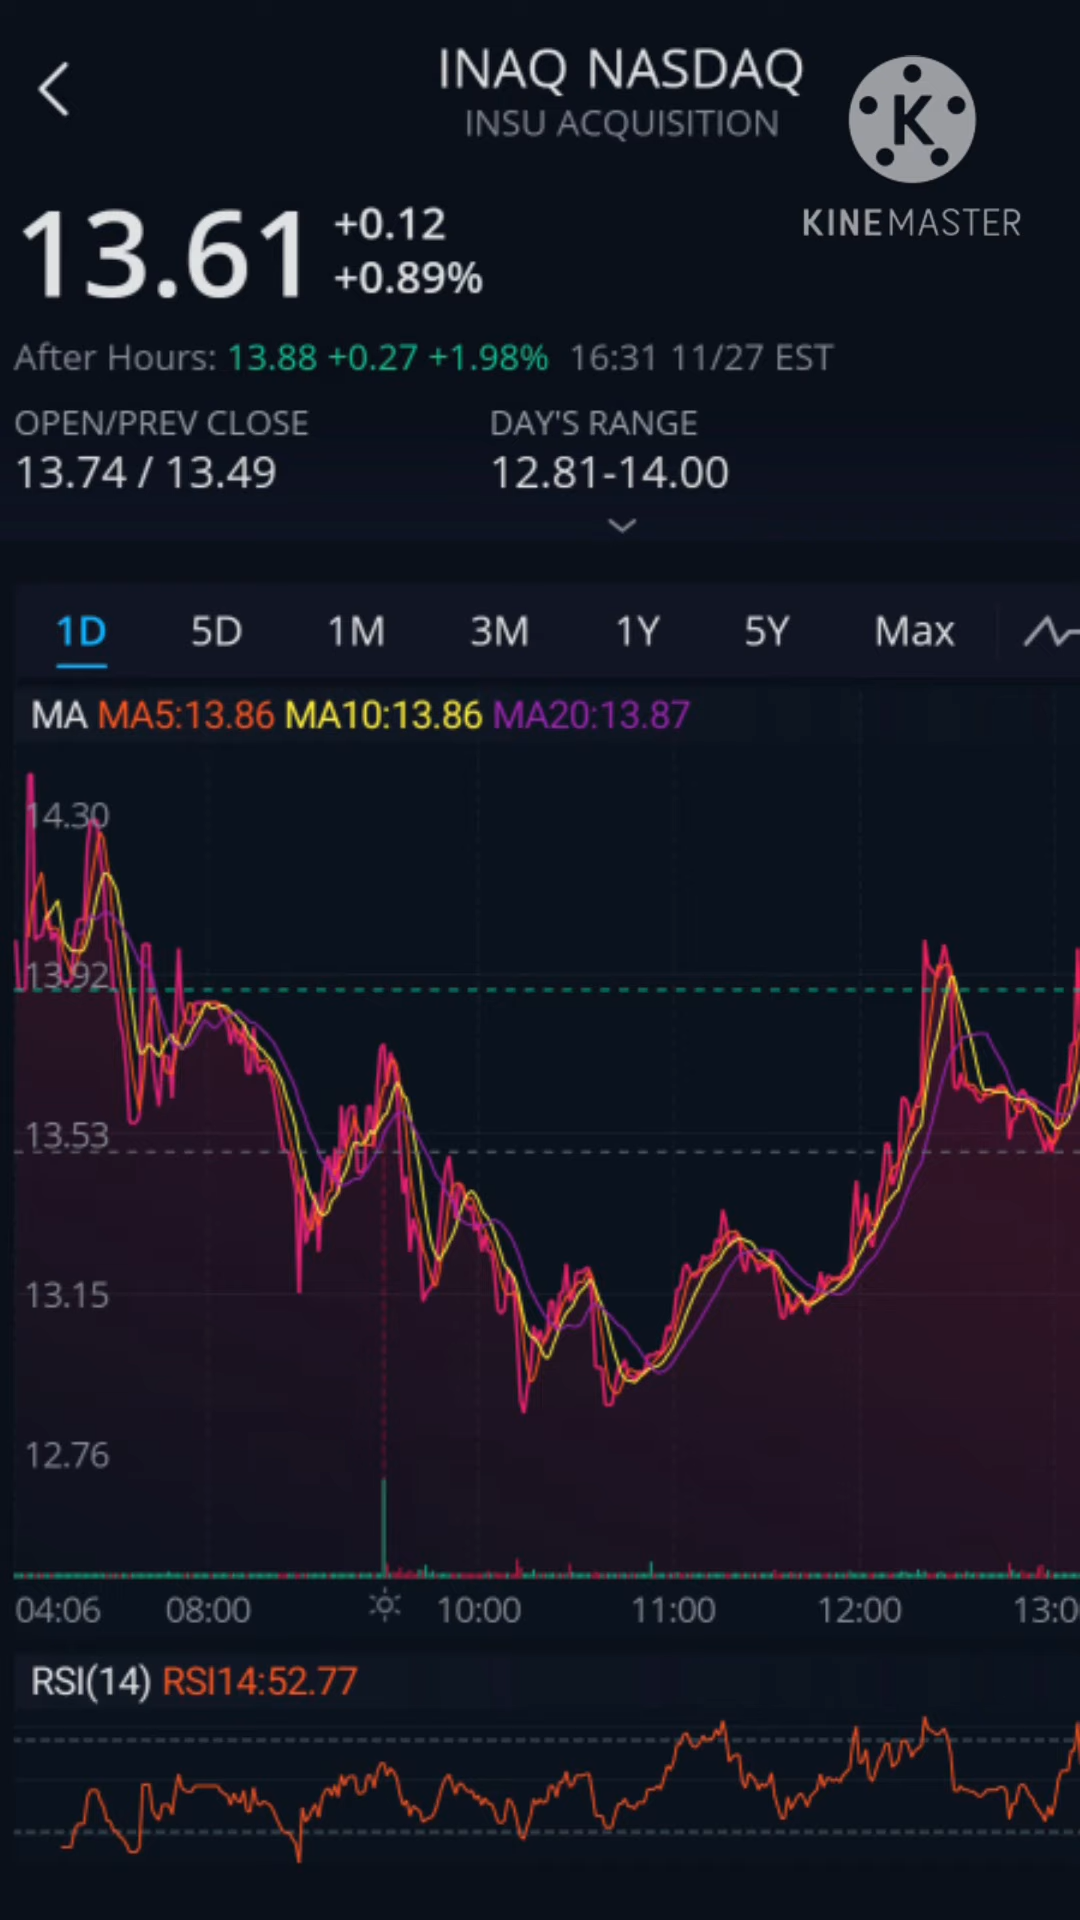 INAQ NASDAQ
INSU ACQUISITION
K
KINEMASTER
13.61
+0.12
+0.89%
After Hours: 13.88 +0.27 +1.98% 16:31 11/27 EST
OPEN/PREV CLOSE DAY'S RANGE
13.74 / 13.49 12.81-14.00
1D 5D 1M 3M 1Y 5Y Max
MA MA5:13.86 MA10:13.86 MA20:13.87
14.30
13.92
13.53
13.15
12.76
04:06 08:00 10:00 11:00 12:00 13:0
RSI(14) RSI14:52.77